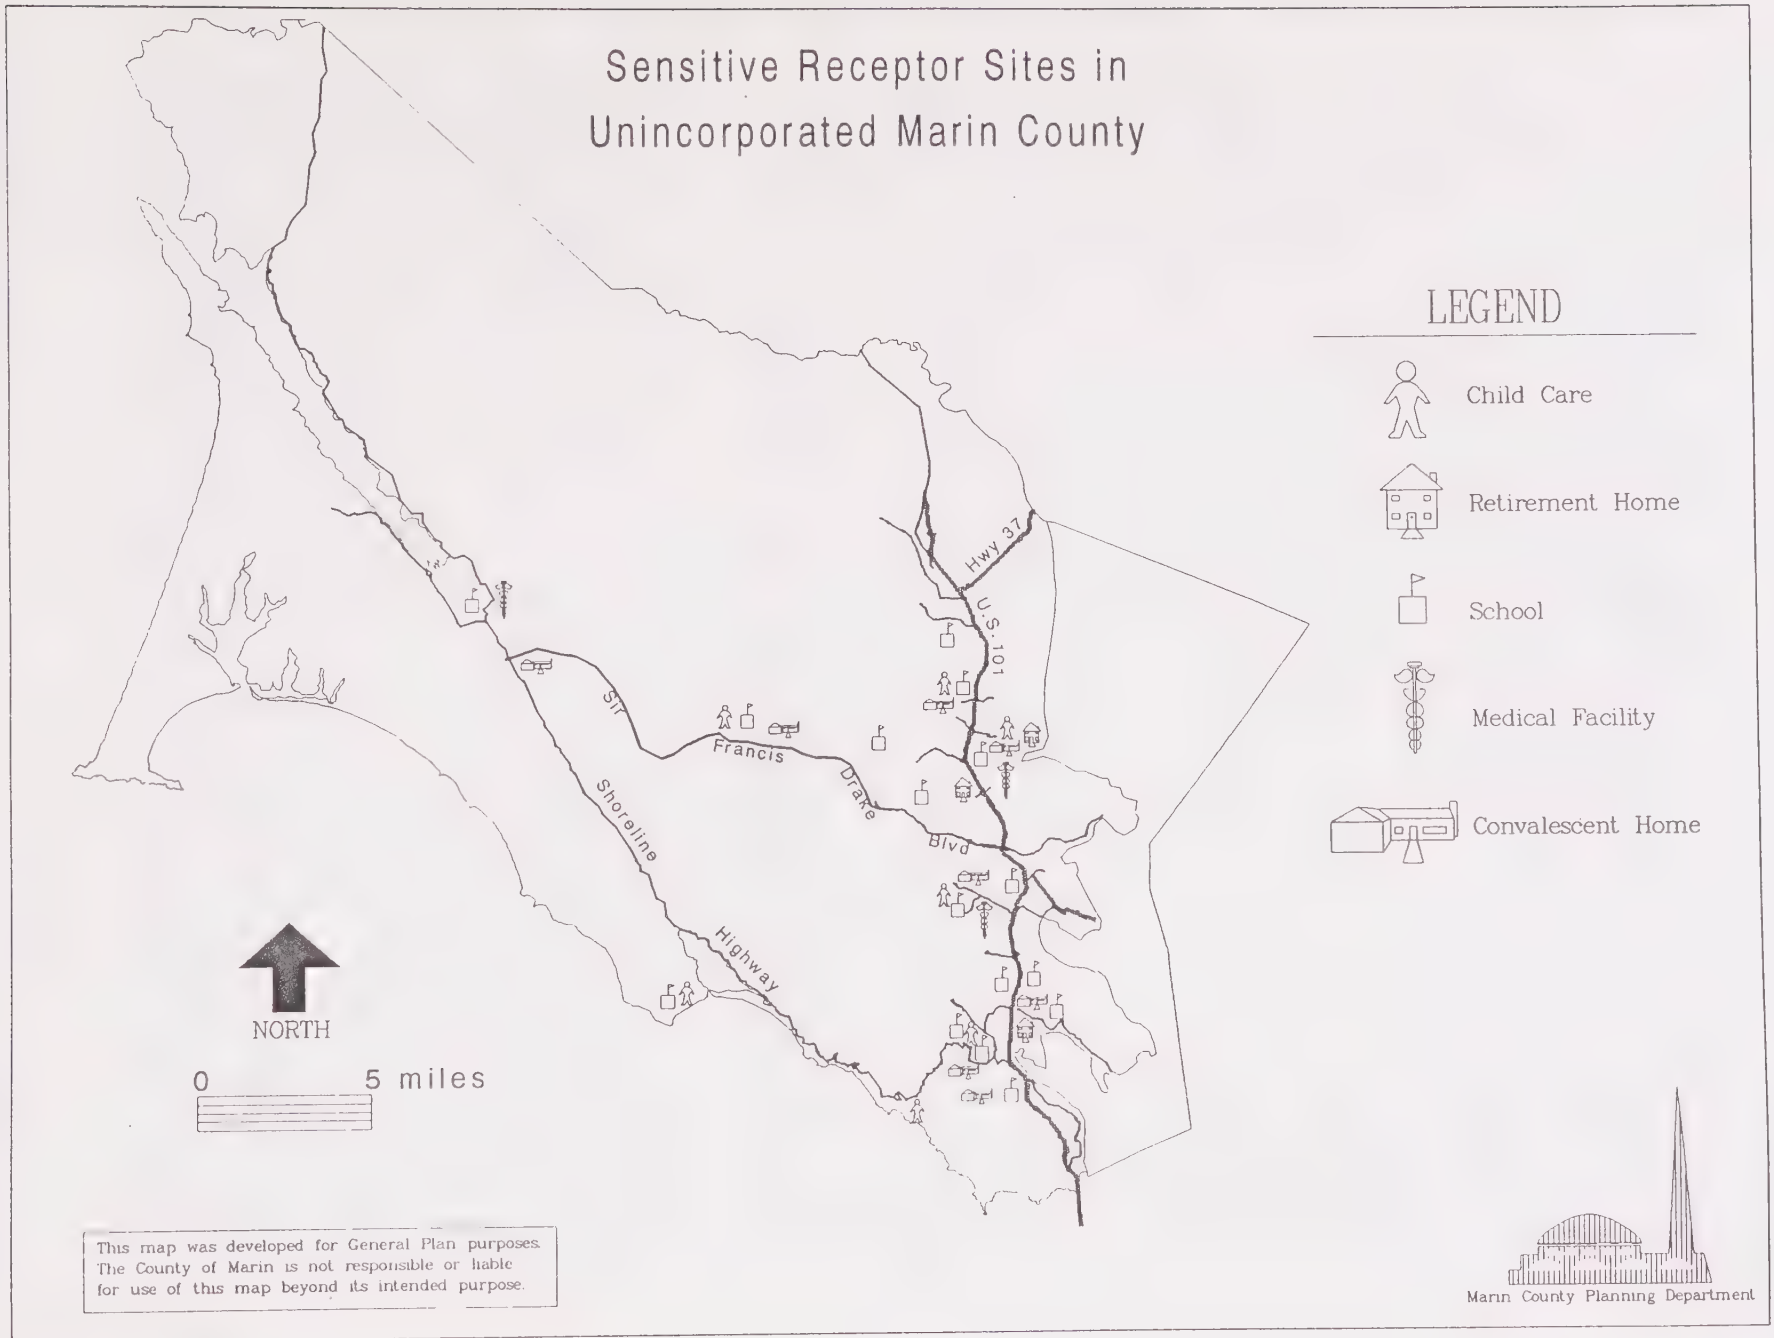 Sensitive Receptor Sites in
Unincorporated Marin County
LEGEND
Child Care
Retirement Home
School
Medical Facility
Convalescent Home
Hwy 37
U.S. 101
Sir
Francis
Drake
Blvd
Shoreline
Highway
NORTH
0 5 miles
This map was developed for General Plan purposes.
The County of Marin is not responsible or liable
for use of this map beyond its intended purpose.
Marin County Planning Department